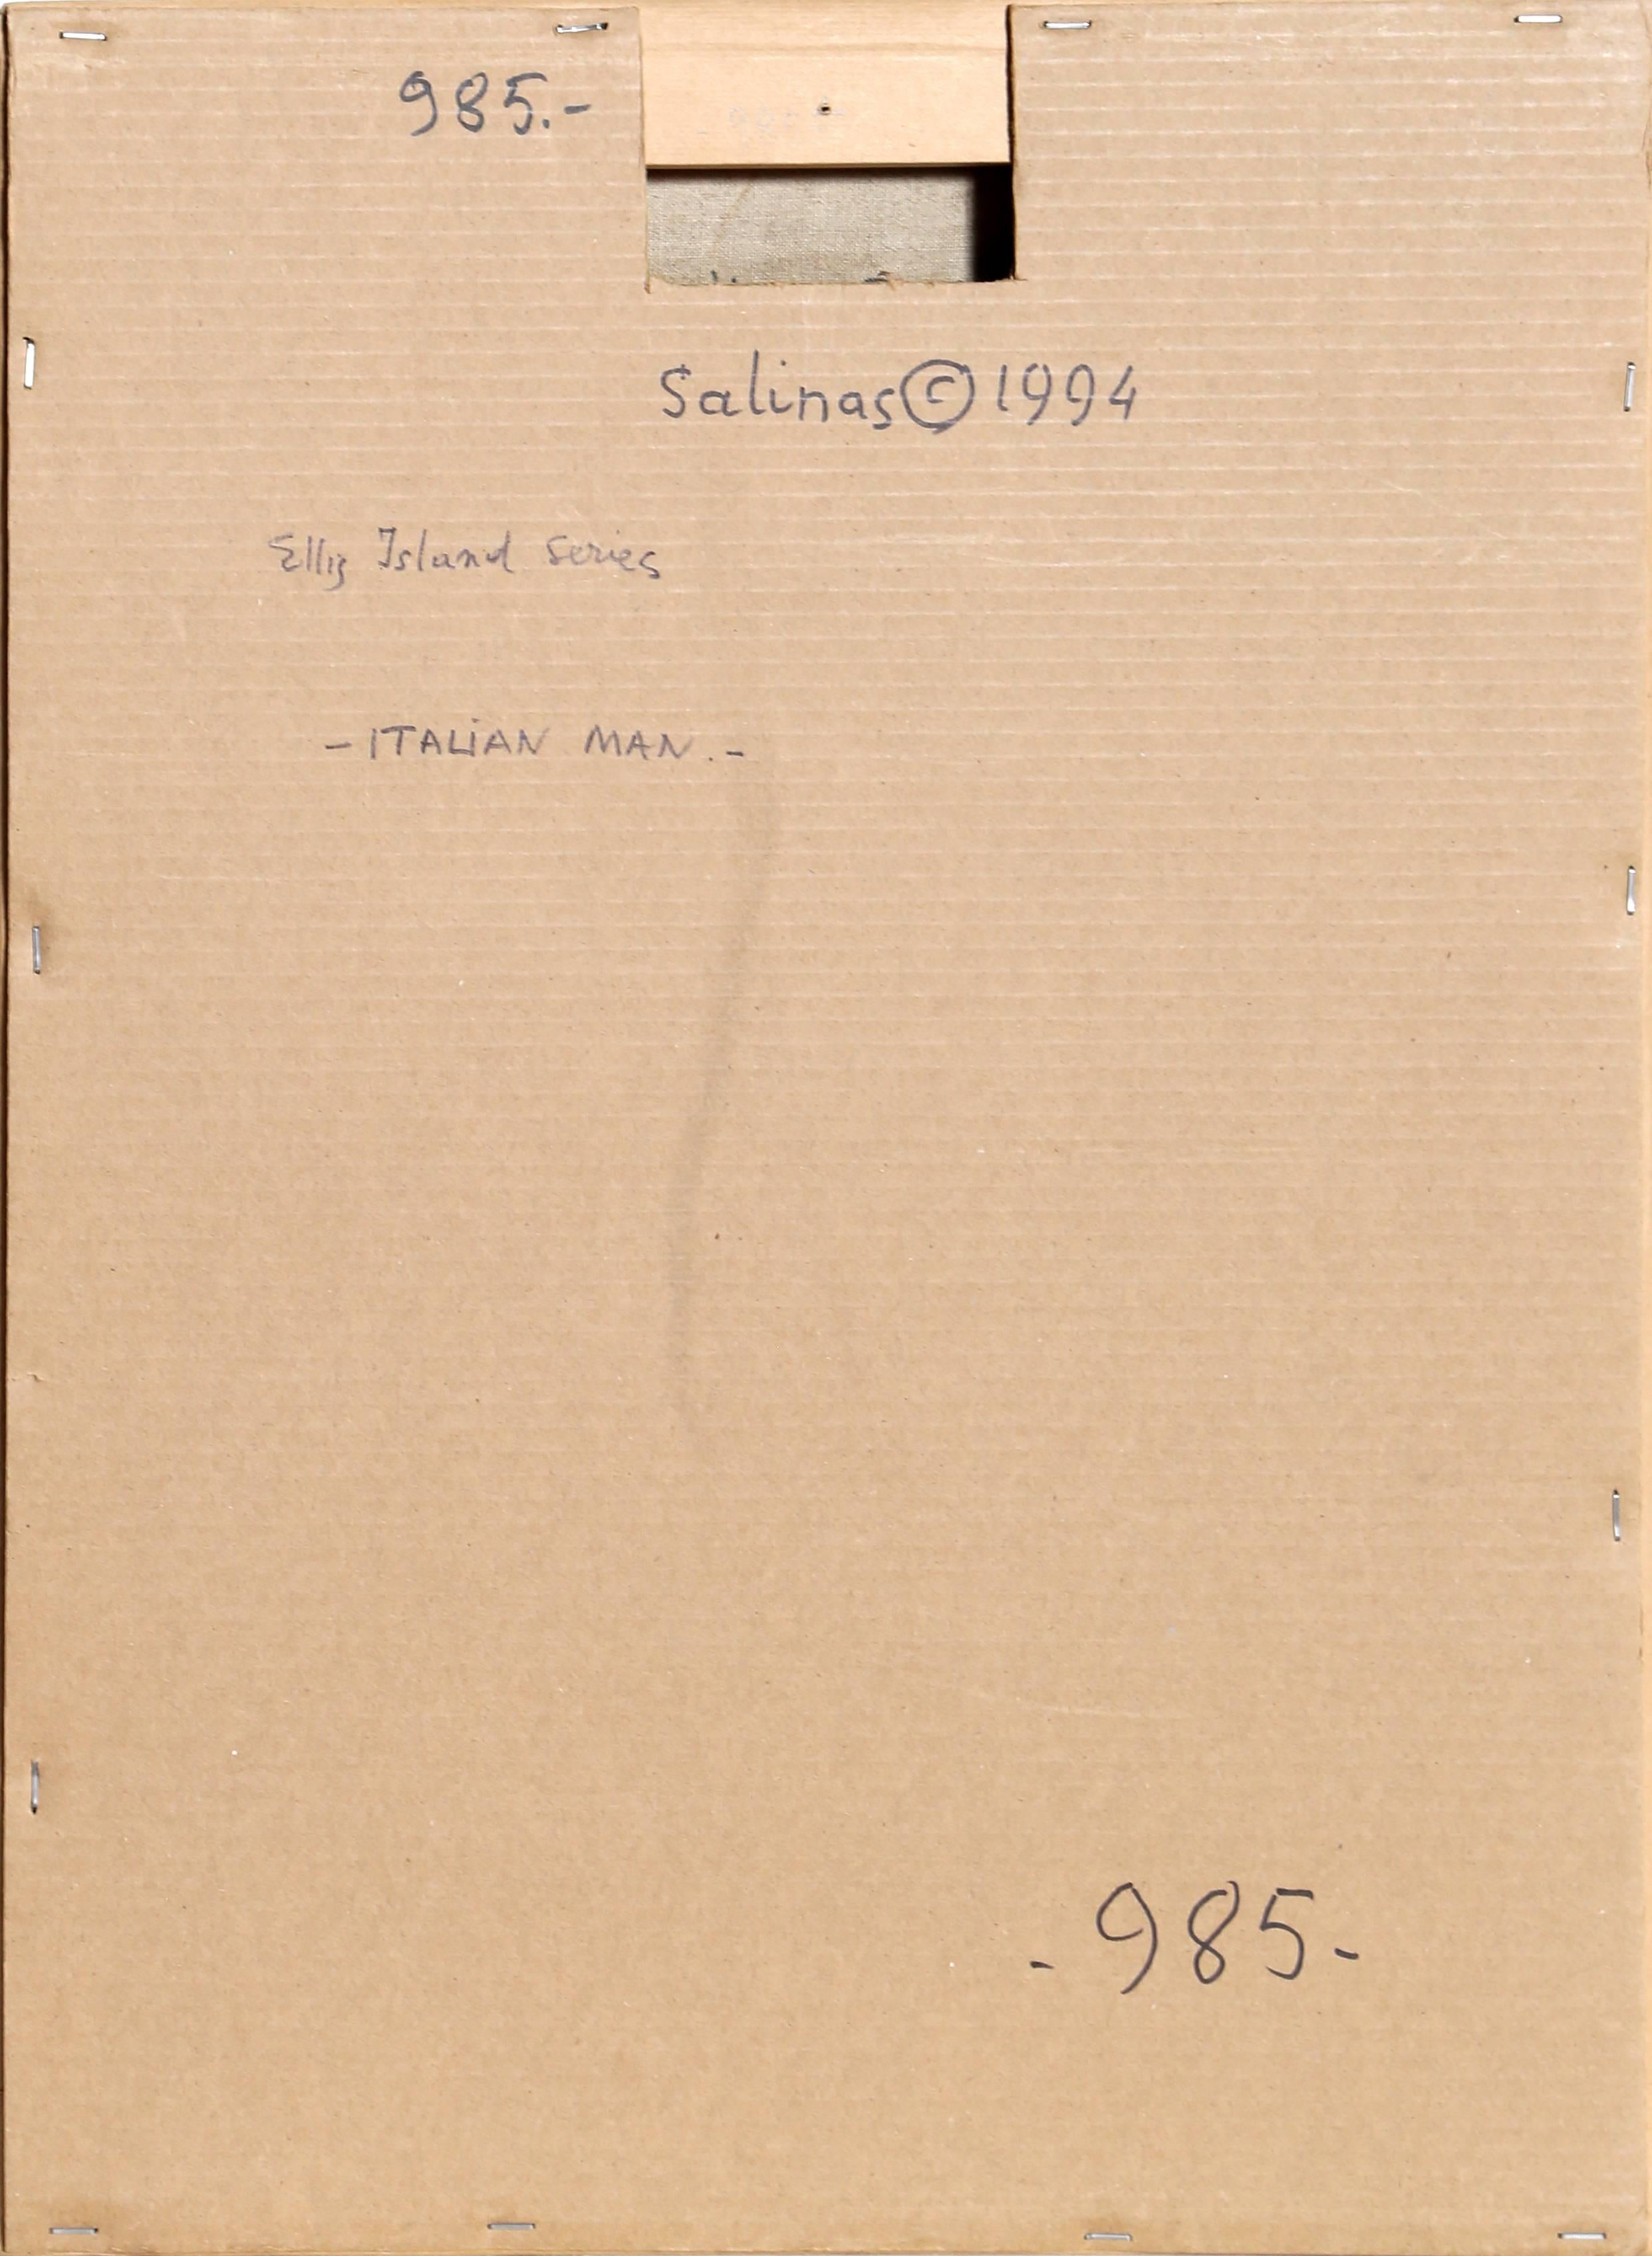 985.-
Salinas © 1994
Ellis Island series
- ITALIAN MAN. -
- 985-